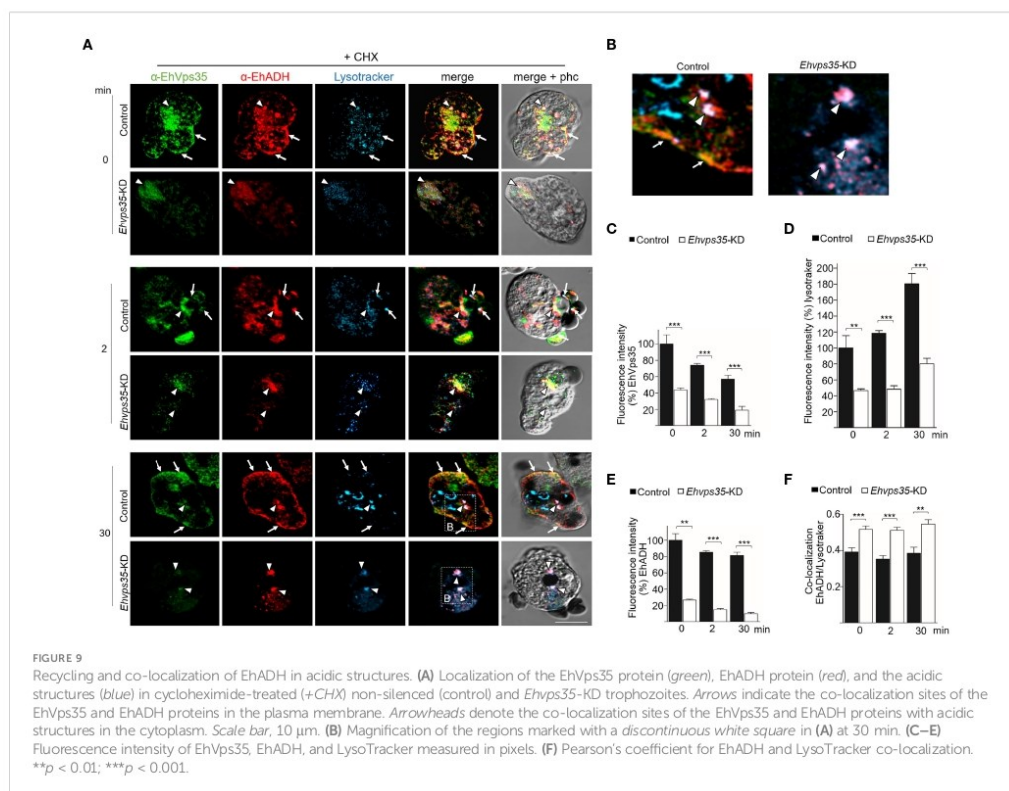 A
+ CHX
α-EhVps35 α-EhADH Lysotracker merge merge + phc
min
Control
0
Ehvps35-KD
Control
2
Ehvps35-KD
Control
B
30
Ehvps35-KD
B
B
Control Ehvps35-KD
C
Control Ehvps35-KD
Fluorescence intensity
(%) EhVps35
100
80
60
40
20
*** *** ***
0 2 30 min
D
Control Ehvps35-KD
Fluorescence intensity (%) lysotraker
200
180
160
140
120
100
80
60
40
20
** *** ***
0 2 30 min
E
Control Ehvps35-KD
Fluorescence intensity
(%) EhADH
100
80
60
40
20
** *** ***
0 2 30 min
F
Control Ehvps35-KD
Co-localization
EhADH/Lysotraker
0.6
0.4
0.2
0
*** *** **
0 2 30 min
FIGURE 9
Recycling and co-localization of EhADH in acidic structures. (A) Localization of the EhVps35 protein (green), EhADH protein (red), and the acidic
structures (blue) in cycloheximide-treated (+CHX) non-silenced (control) and Ehvps35-KD trophozoites. Arrows indicate the co-localization sites of the
EhVps35 and EhADH proteins in the plasma membrane. Arrowheads denote the co-localization sites of the EhVps35 and EhADH proteins with acidic
structures in the cytoplasm. Scale bar, 10 μm. (B) Magnification of the regions marked with a discontinuous white square in (A) at 30 min. (C–E)
Fluorescence intensity of EhVps35, EhADH, and LysoTracker measured in pixels. (F) Pearson's coefficient for EhADH and LysoTracker co-localization.
**p < 0.01; ***p < 0.001.